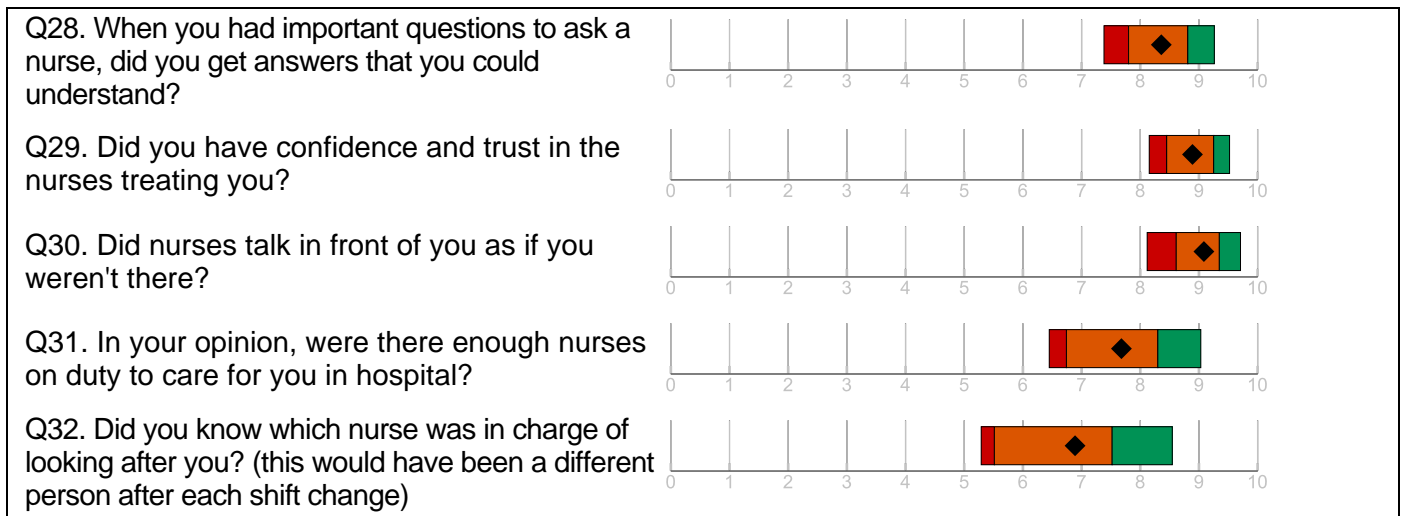 Q28. When you had important questions to ask a
nurse, did you get answers that you could
understand?
0 1 2 3 4 5 6 7 8 9 10
Q29. Did you have confidence and trust in the
nurses treating you?
0 1 2 3 4 5 6 7 8 9 10
Q30. Did nurses talk in front of you as if you
weren't there?
0 1 2 3 4 5 6 7 8 9 10
Q31. In your opinion, were there enough nurses
on duty to care for you in hospital?
0 1 2 3 4 5 6 7 8 9 10
Q32. Did you know which nurse was in charge of
looking after you? (this would have been a different
person after each shift change)
0 1 2 3 4 5 6 7 8 9 10